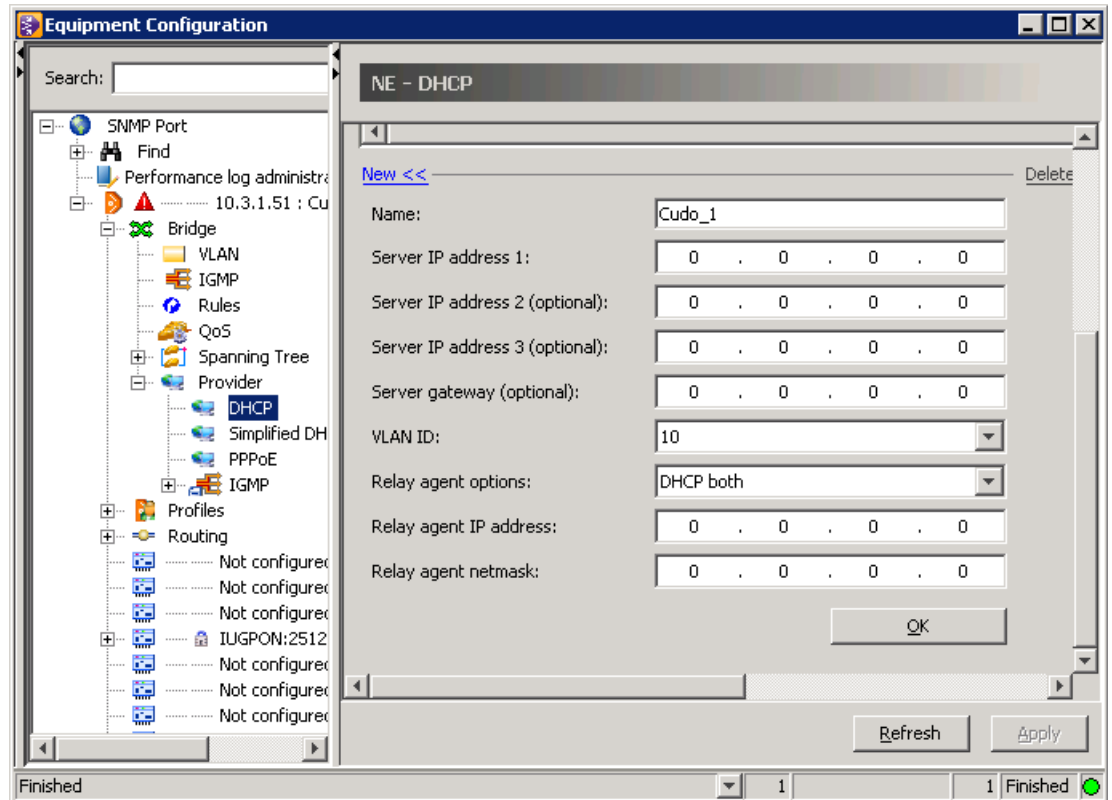 Equipment Configuration
Search:
SNMP Port
Find
Performance log administra
10.3.1.51 : Cu
Bridge
VLAN
IGMP
Rules
QoS
Spanning Tree
Provider
DHCP
Simplified DH
PPPoE
IGMP
Profiles
Routing
Not configured
Not configured
Not configured
IUGPON:2512
Not configured
Not configured
Not configured
NE - DHCP
New << Delete
Name: Cudo_1
Server IP address 1: 0 . 0 . 0 . 0
Server IP address 2 (optional): 0 . 0 . 0 . 0
Server IP address 3 (optional): 0 . 0 . 0 . 0
Server gateway (optional): 0 . 0 . 0 . 0
VLAN ID: 10
Relay agent options: DHCP both
Relay agent IP address: 0 . 0 . 0 . 0
Relay agent netmask: 0 . 0 . 0 . 0
OK
Refresh Apply
Finished 1 1 Finished